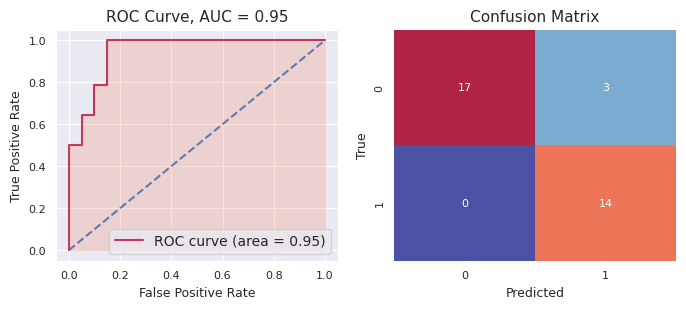 ROC Curve, AUC = 0.95
1.0
0.8
0.6
0.4
0.2
0.0
True Positive Rate
ROC curve (area = 0.95)
0.0 0.2 0.4 0.6 0.8 1.0
False Positive Rate
Confusion Matrix
True
0 17 3
1 0 14
0 1
Predicted